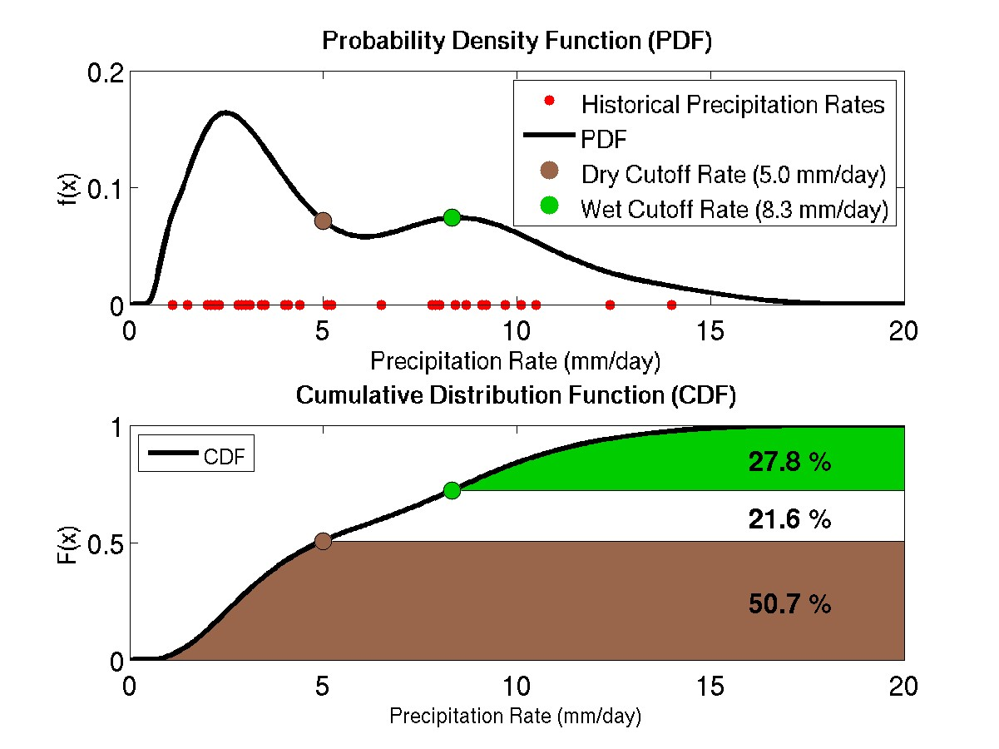 Probability Density Function (PDF)
0.2
0.1
0
f(x)
Historical Precipitation Rates
PDF
Dry Cutoff Rate (5.0 mm/day)
Wet Cutoff Rate (8.3 mm/day)
0 5 10 15 20
Precipitation Rate (mm/day)
Cumulative Distribution Function (CDF)
1
0.5
0
F(x)
CDF
27.8 %
21.6 %
50.7 %
0 5 10 15 20
Precipitation Rate (mm/day)